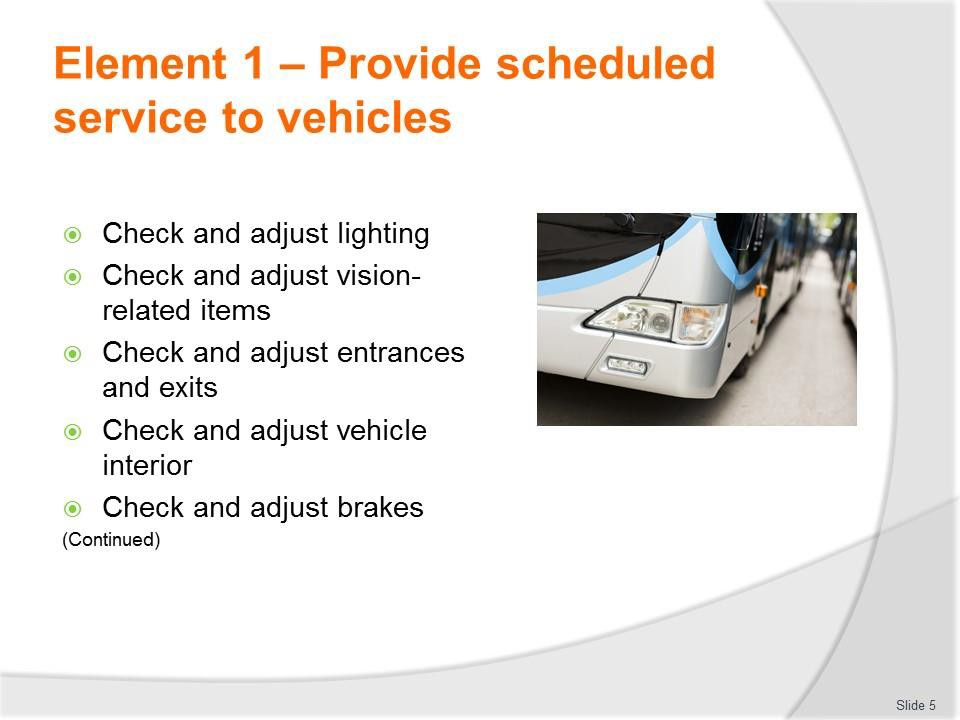 Element 1 – Provide scheduled
service to vehicles
Check and adjust lighting
Check and adjust vision-
related items
Check and adjust entrances
and exits
Check and adjust vehicle
interior
Check and adjust brakes
(Continued)
Slide 5